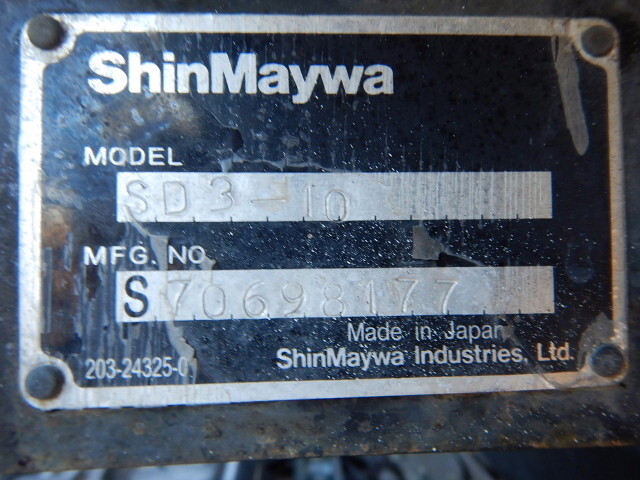 ShinMaywa
MODEL
SD3-10
MFG. NO.
S70698177
Made in Japan
ShinMaywa Industries, Ltd.
203-24325-0